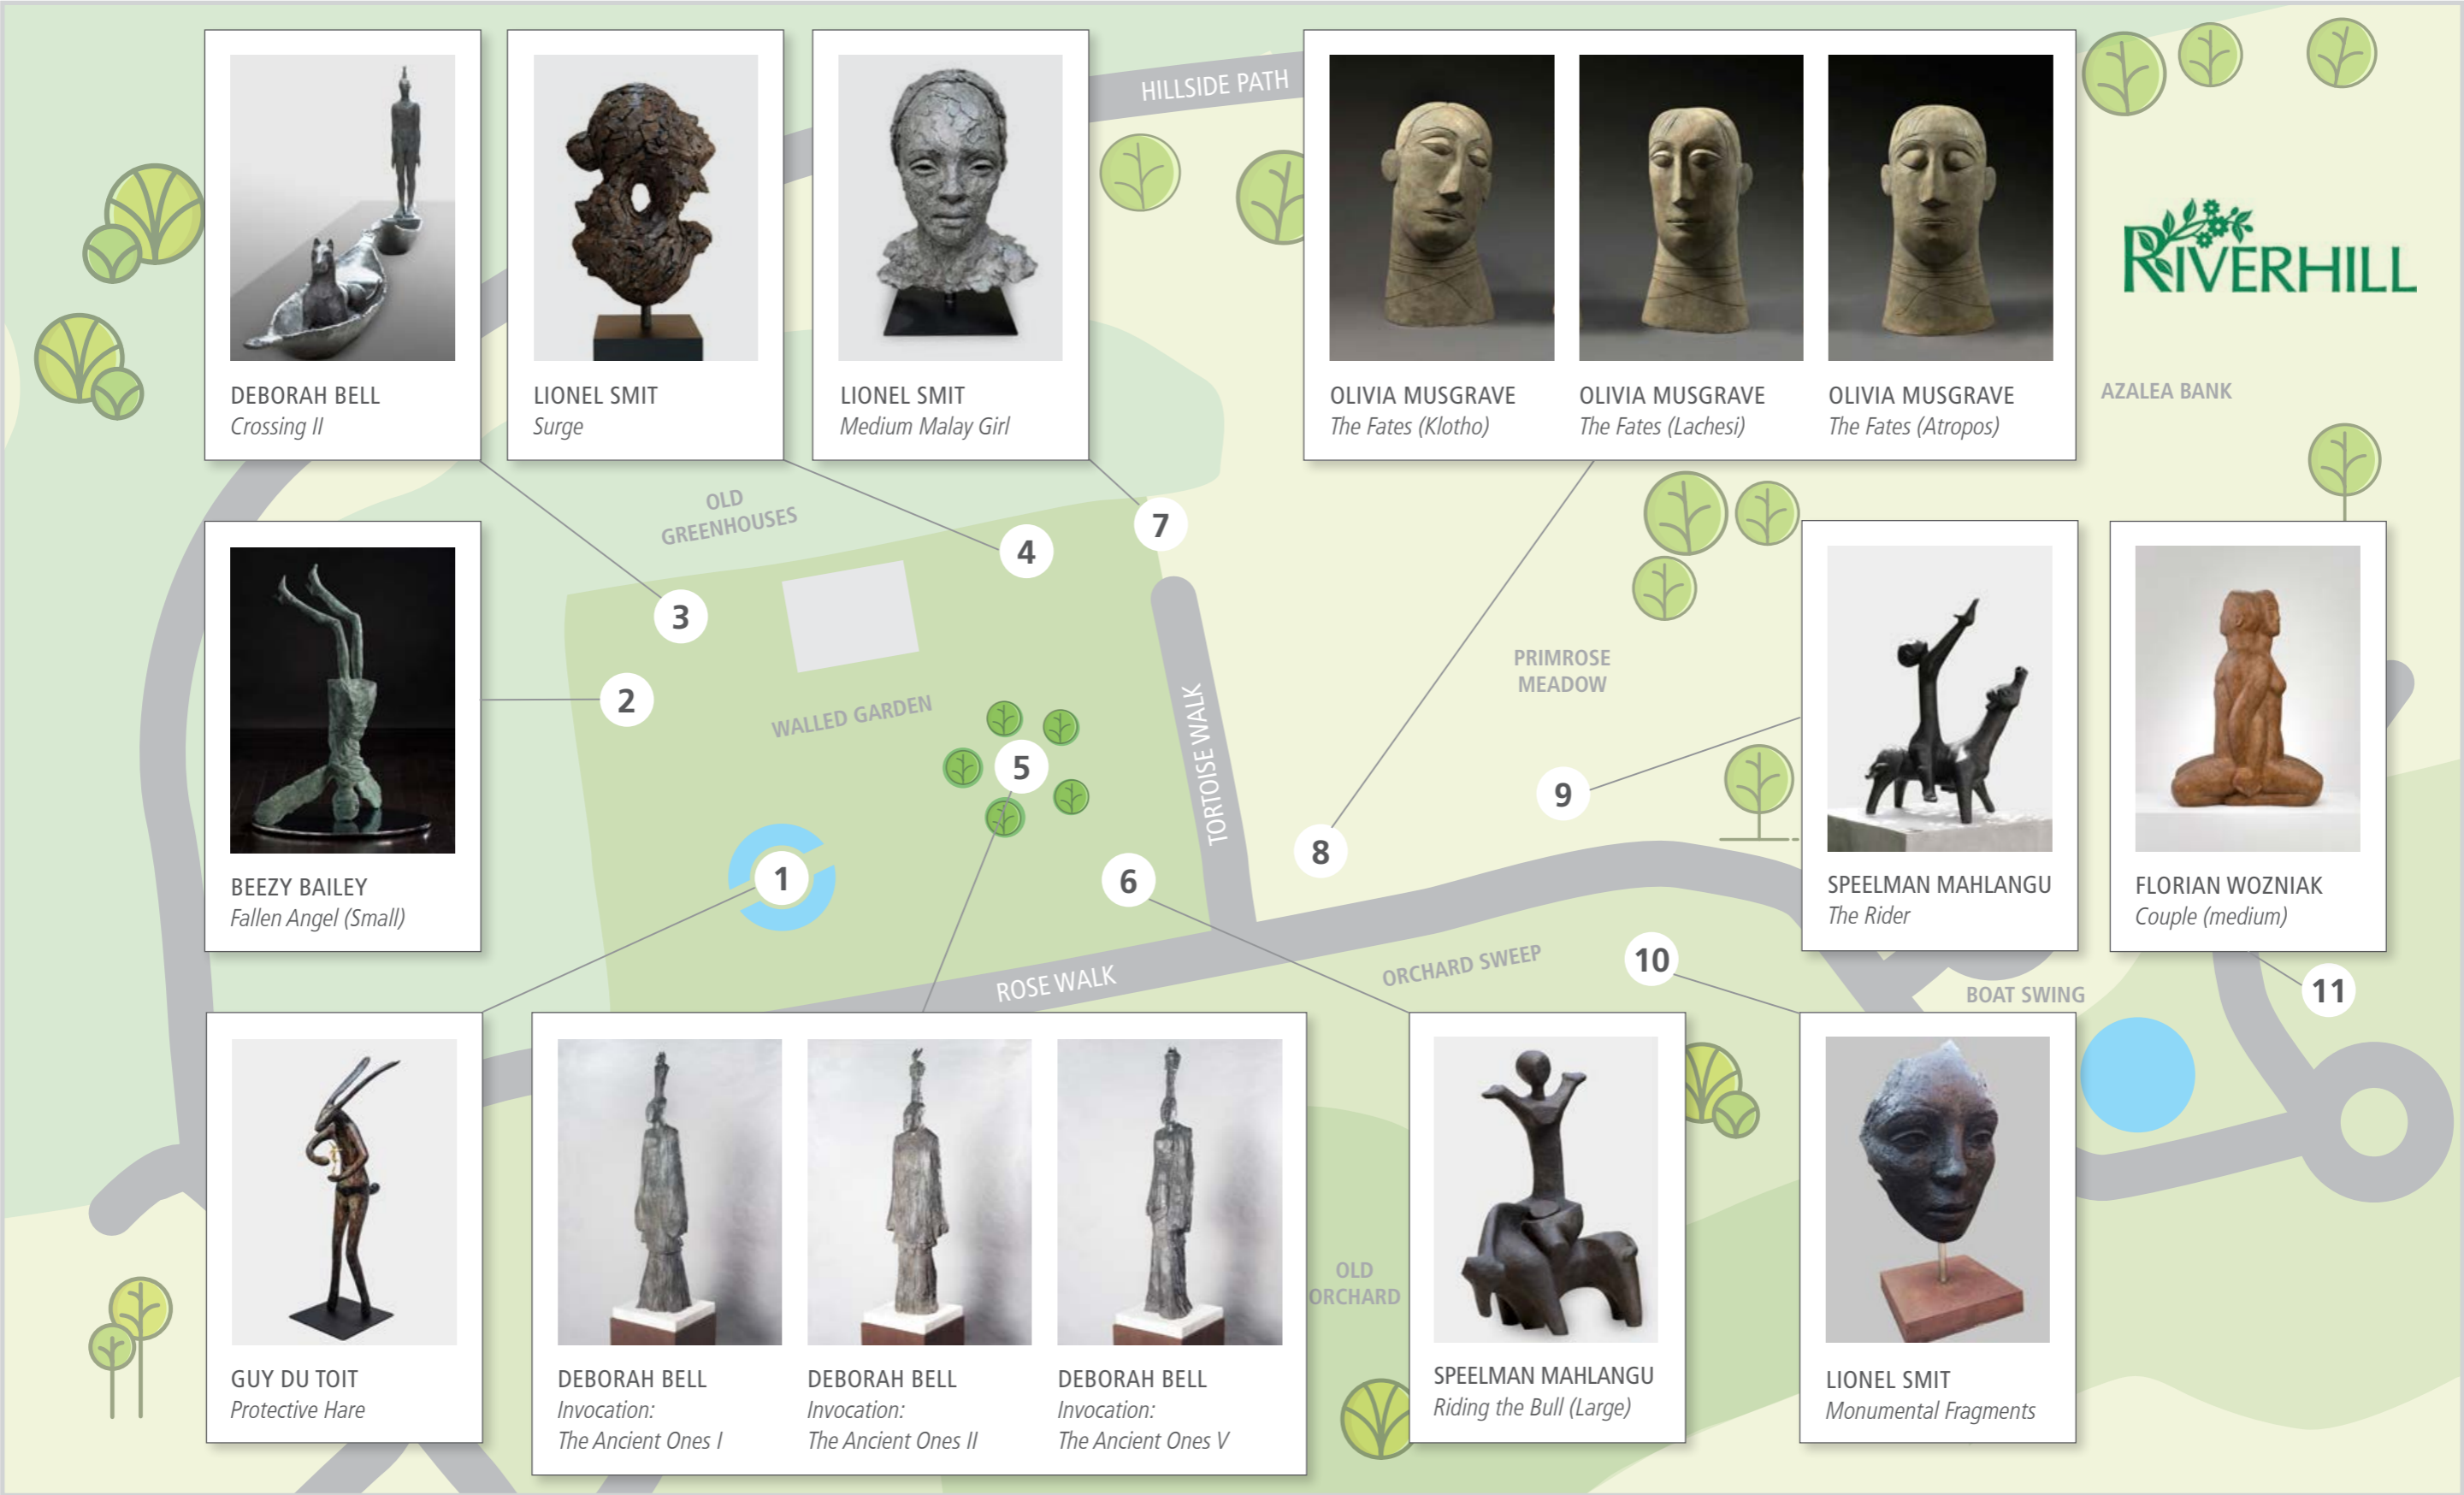 HILLSIDE PATH
DEBORAH BELL
Crossing II
LIONEL SMIT
Surge
LIONEL SMIT
Medium Malay Girl
OLIVIA MUSGRAVE
The Fates (Klotho)
OLIVIA MUSGRAVE
The Fates (Lachesi)
OLIVIA MUSGRAVE
The Fates (Atropos)
RIVERHILL
AZALEA BANK
OLD
GREENHOUSES
7
4
3
2
WALLED GARDEN
5
1
6
TORTOISE WALK
8
9
PRIMROSE
MEADOW
BEEZY BAILEY
Fallen Angel (Small)
SPEELMAN MAHLANGU
The Rider
FLORIAN WOZNIAK
Couple (medium)
ROSE WALK
ORCHARD SWEEP
10
BOAT SWING
11
GUY DU TOIT
Protective Hare
DEBORAH BELL
Invocation:
The Ancient Ones I
DEBORAH BELL
Invocation:
The Ancient Ones II
DEBORAH BELL
Invocation:
The Ancient Ones V
OLD
ORCHARD
SPEELMAN MAHLANGU
Riding the Bull (Large)
LIONEL SMIT
Monumental Fragments